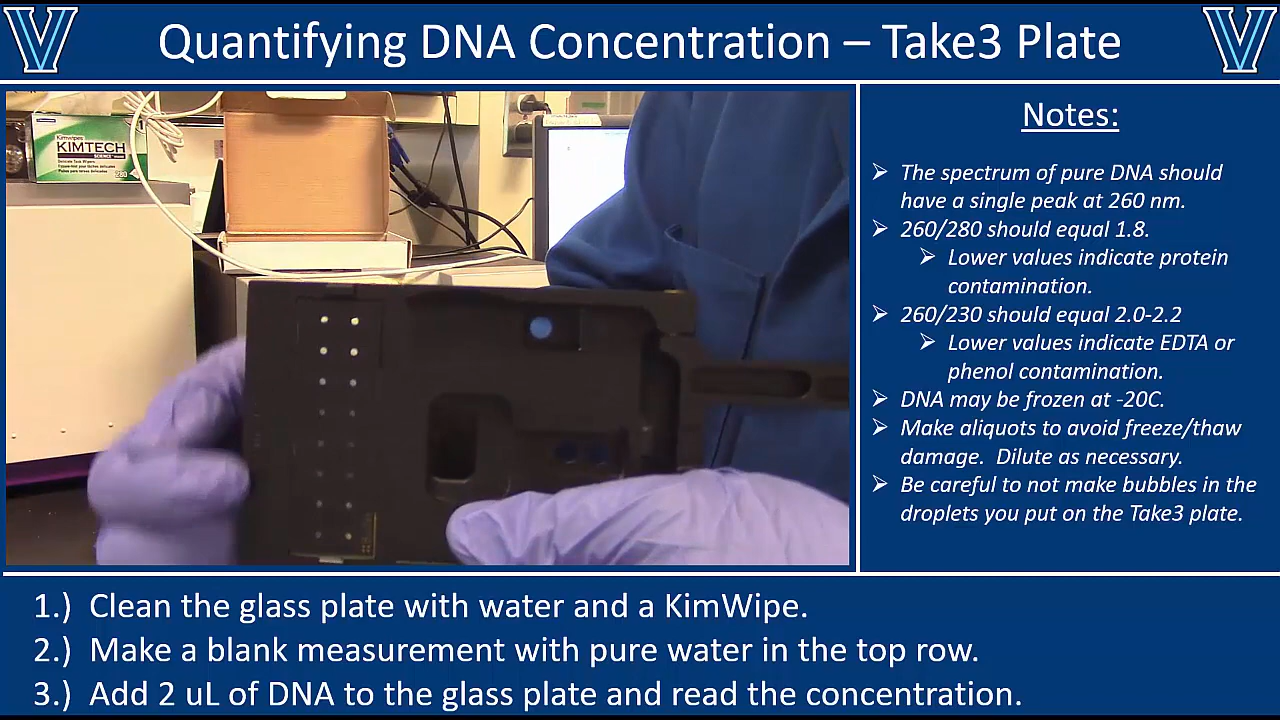 Quantifying DNA Concentration – Take3 Plate
Kimwipes
KIMTECH
SCIENCE
280
Notes:
➢ The spectrum of pure DNA should
have a single peak at 260 nm.
➢ 260/280 should equal 1.8.
➢ Lower values indicate protein
contamination.
➢ 260/230 should equal 2.0-2.2
➢ Lower values indicate EDTA or
phenol contamination.
➢ DNA may be frozen at -20C.
➢ Make aliquots to avoid freeze/thaw
damage. Dilute as necessary.
➢ Be careful to not make bubbles in the
droplets you put on the Take3 plate.
1.) Clean the glass plate with water and a KimWipe.
2.) Make a blank measurement with pure water in the top row.
3.) Add 2 uL of DNA to the glass plate and read the concentration.